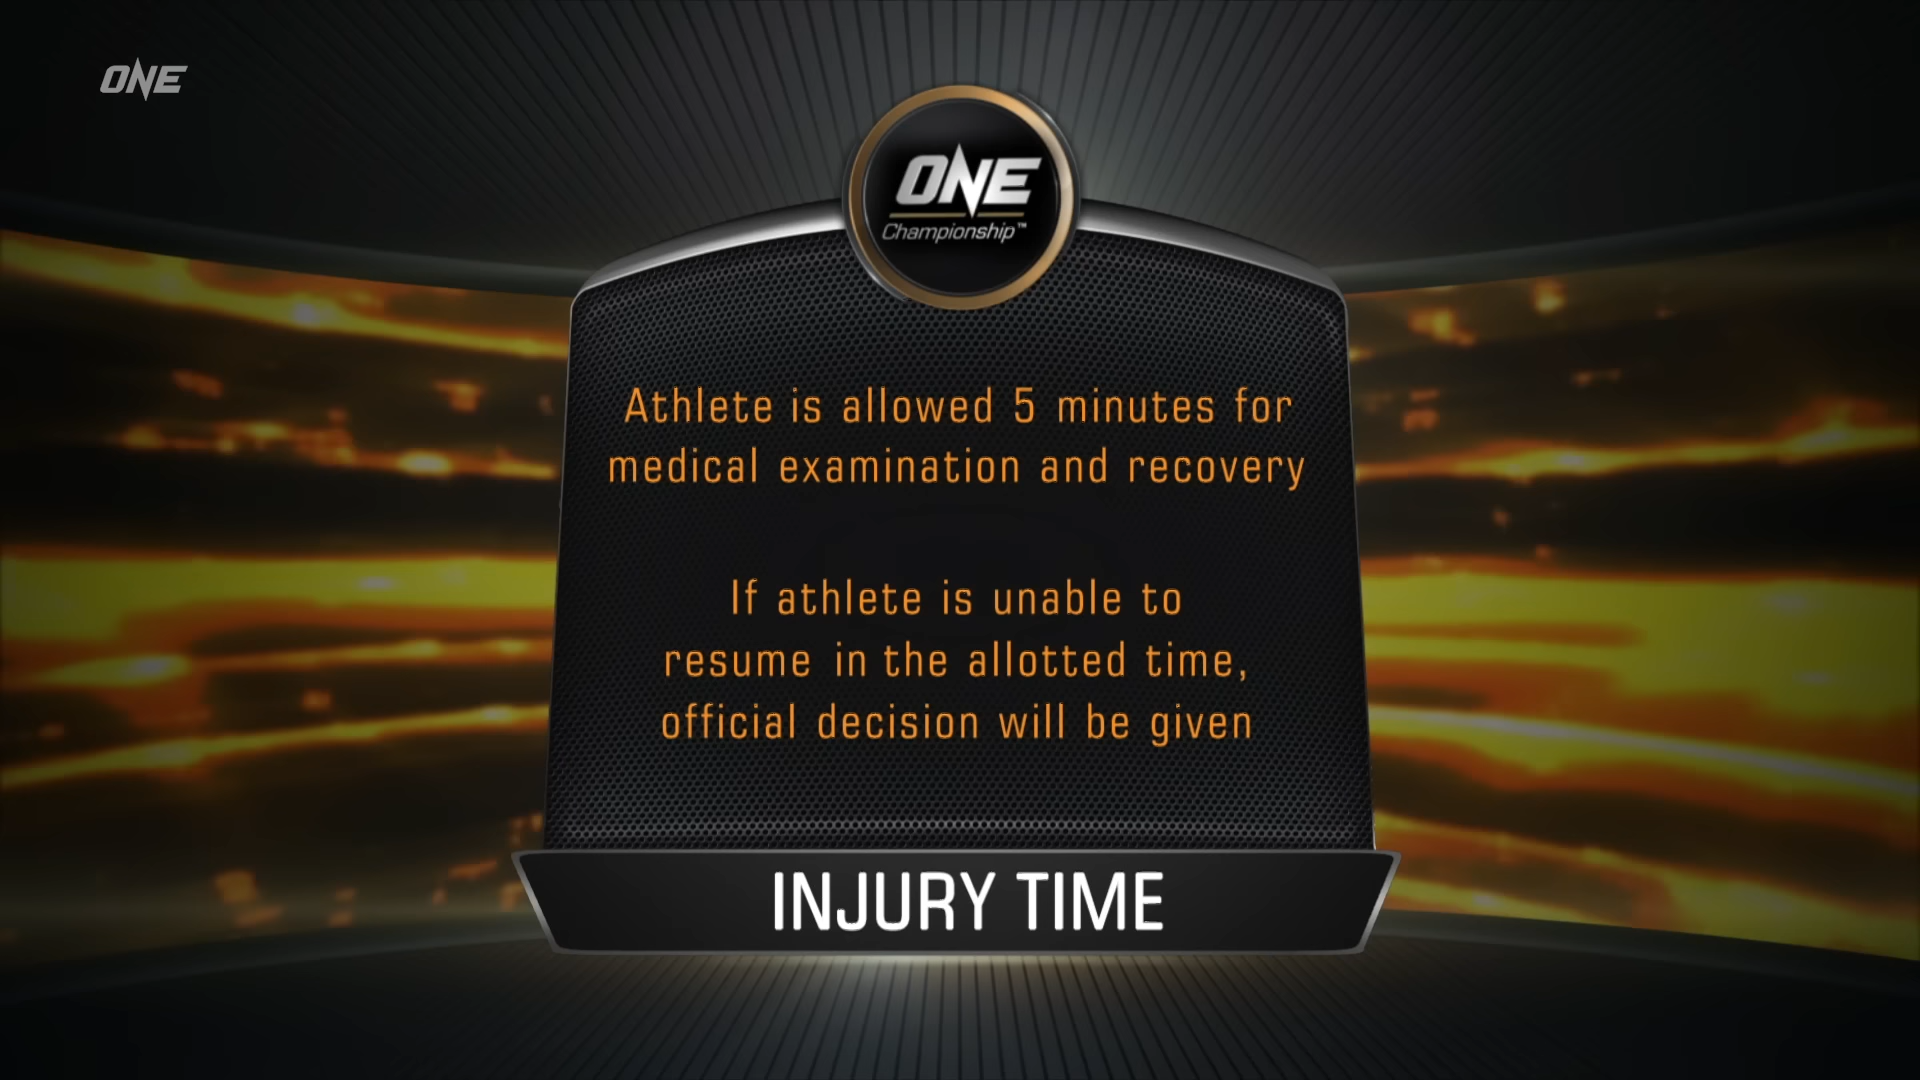 ONE
ONE
Championship™
Athlete is allowed 5 minutes for
medical examination and recovery
If athlete is unable to
resume in the allotted time,
official decision will be given
INJURY TIME